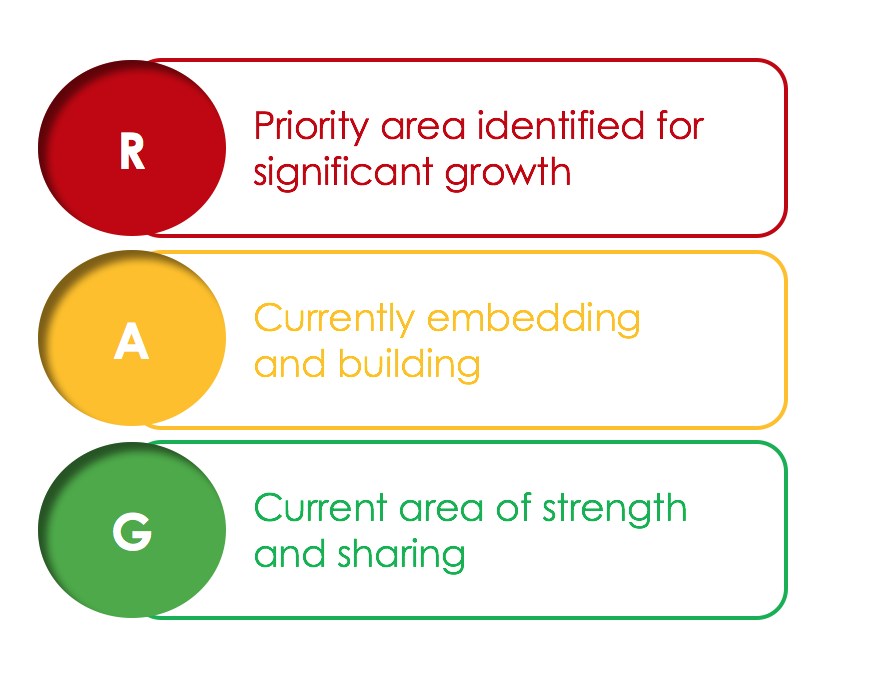 R
Priority area identified for
significant growth
A
Currently embedding
and building
G
Current area of strength
and sharing